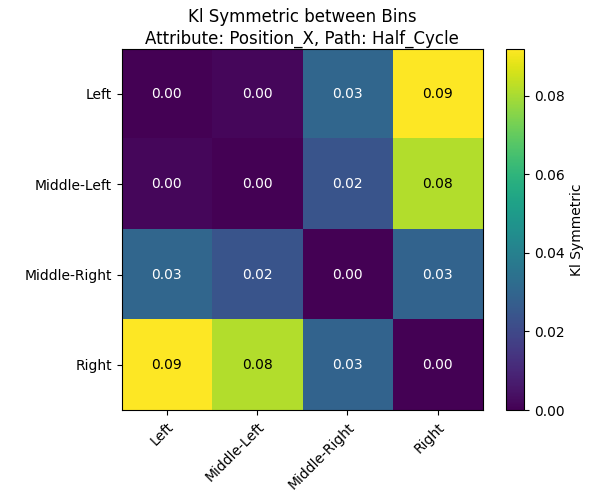 Kl Symmetric between Bins
Attribute: Position_X, Path: Half_Cycle
Left 0.00 0.00 0.03 0.09
Middle-Left 0.00 0.00 0.02 0.08
Middle-Right 0.03 0.02 0.00 0.03
Right 0.09 0.08 0.03 0.00
Left Middle-Left Middle-Right Right
0.08
0.06
0.04
0.02
0.00
Kl Symmetric